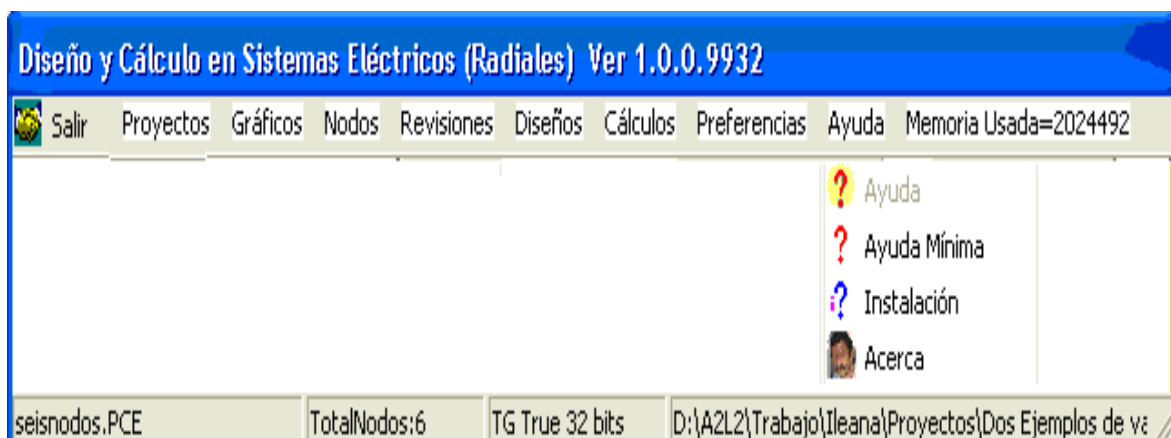 Diseño y Cálculo en Sistemas Eléctricos (Radiales) Ver 1.0.0.9932
Salir Proyectos Gráficos Nodos Revisiones Diseños Cálculos Preferencias Ayuda Memoria Usada=2024492
Ayuda
Ayuda Mínima
Instalación
Acerca
seisnodos.PCE TotalNodos:6 TG True 32 bits D:\A2L2\Trabajo\Ileana\Proyectos\Dos Ejemplos de